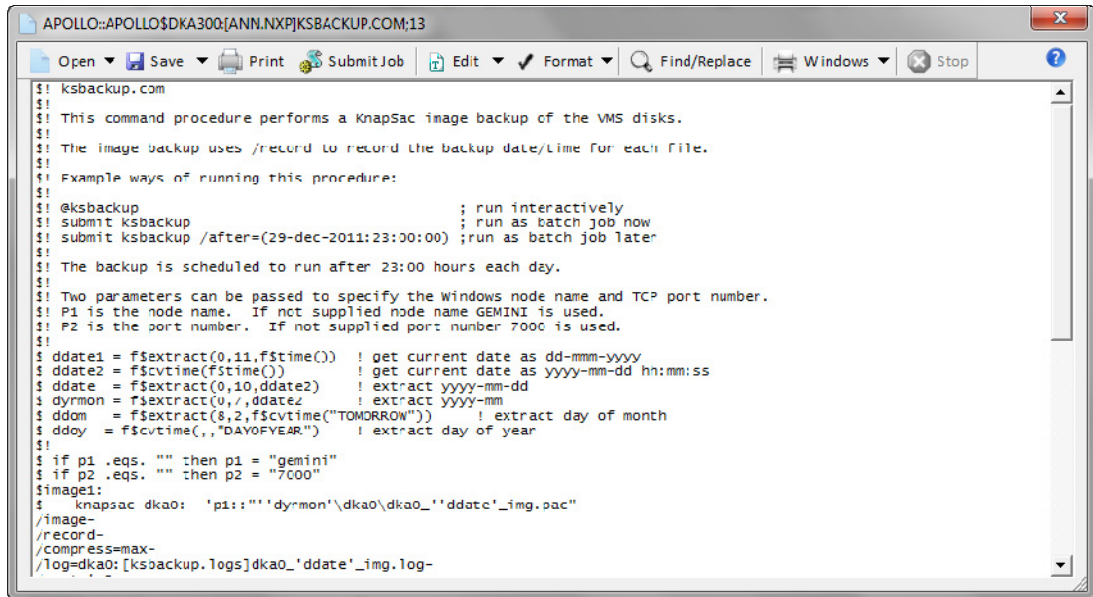 APOLLO::APOLLO$DKA300:[ANN.NXP]KSBACKUP.COM;13
Open Save Print Submit Job Edit Format Find/Replace Windows Stop
$! ksbackup.com
$!
$! This command procedure performs a KnapSac image backup of the VMS disks.
$!
$! The image backup uses /record to record the backup date/time for each file.
$!
$! Example ways of running this procedure:
$!
$! @ksbackup ; run interactively
$! submit ksbackup ; run as batch job now
$! submit ksbackup /after=(29-dec-2011:23:00:00) ;run as batch job later
$!
$! The backup is scheduled to run after 23:00 hours each day.
$!
$! Two parameters can be passed to specify the Windows node name and TCP port number.
$! P1 is the node name. If not supplied node name GEMINI is used.
$! P2 is the port number. If not supplied port number 7000 is used.
$!
$ ddate1 = f$extract(0,11,f$time()) ! get current date as dd-mmm-yyyy
$ ddate2 = f$cvtime(f$time()) ! get current date as yyyy-mm-dd hh:mm:ss
$ ddate = f$extract(0,10,ddate2) ! extract yyyy-mm-dd
$ dyrmon = f$extract(0,7,ddate2 ! extract yyyy-mm
$ ddom = f$extract(8,2,f$cvtime("TOMORROW")) ! extract day of month
$ ddoy = f$cvtime(,,"DAYOFYEAR") ! extract day of year
$!
$ if p1 .eqs. "" then p1 = "gemini"
$ if p2 .eqs. "" then p2 = "7000"
$image1:
$ knapsac dka0: 'p1::"''dyrmon'\dka0\dka0_''ddate'_img.pac"
/image-
/record-
/compress=max-
/log=dka0:[ksbackup.logs]dka0_'ddate'_img.log-